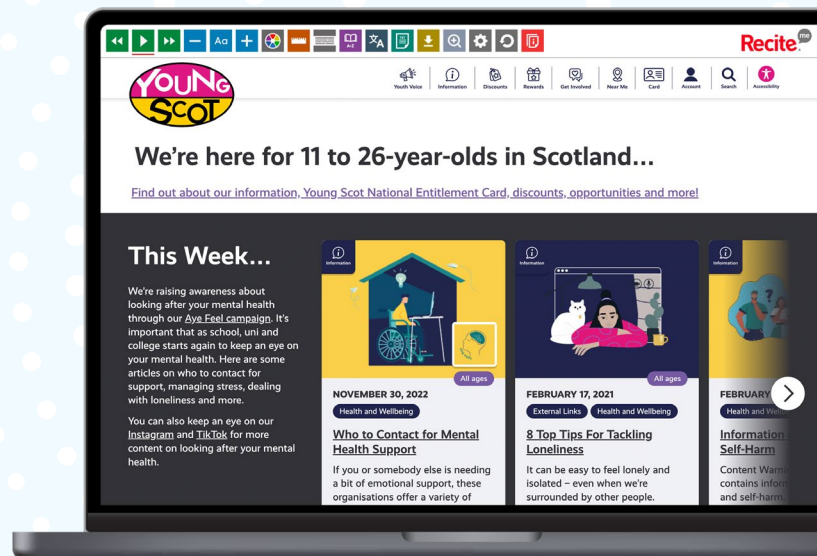 Aa
A-Z
Recite me
YOUNG
SCOT
Youth Voice
Information
Discounts
Rewards
Get Involved
Near Me
Card
Account
Search
Accessibility
We're here for 11 to 26-year-olds in Scotland...
Find out about our information, Young Scot National Entitlement Card, discounts, opportunities and more!
This Week...
We're raising awareness about
looking after your mental health
through our Aye Feel campaign. It's
important that as school, uni and
college starts again to keep an eye on
your mental health. Here are some
articles on who to contact for
support, managing stress, dealing
with loneliness and more.
You can also keep an eye on our
Instagram and TikTok for more
content on looking after your mental
health.
Information
All ages
NOVEMBER 30, 2022
Health and Wellbeing
Who to Contact for Mental
Health Support
If you or somebody else is needing
a bit of emotional support, these
organisations offer a variety of
Information
All ages
FEBRUARY 17, 2021
External Links
Health and Wellbeing
8 Top Tips For Tackling
Loneliness
It can be easy to feel lonely and
isolated – even when we're
surrounded by other people.
Information
FEBRUARY
Health and
Information
Self-Harm
Content
contains
and self-harm.